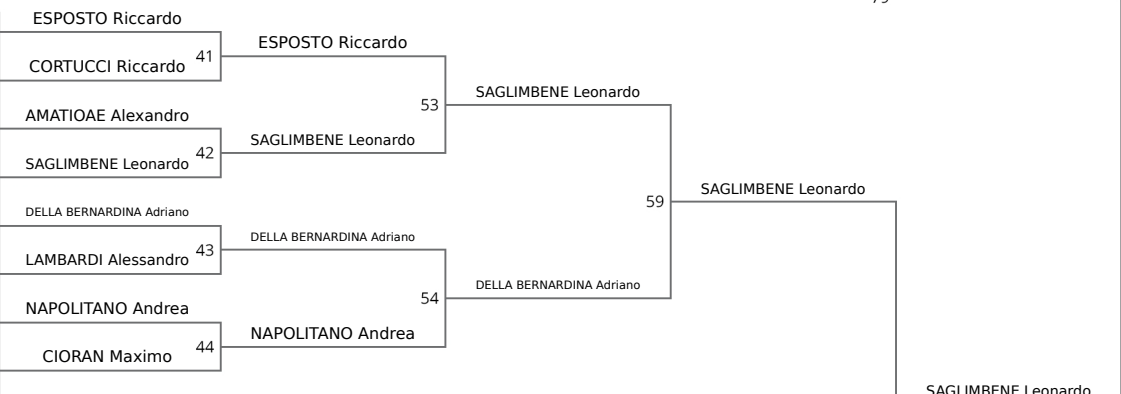 ESPOSTO Riccardo
41
ESPOSTO Riccardo
CORTUCCI Riccardo
SAGLIMBENE Leonardo
53
AMATIOAE Alexandro
SAGLIMBENE Leonardo
42
SAGLIMBENE Leonardo
SAGLIMBENE Leonardo
59
DELLA BERNARDINA Adriano
DELLA BERNARDINA Adriano
43
LAMBARDI Alessandro
DELLA BERNARDINA Adriano
54
NAPOLITANO Andrea
NAPOLITANO Andrea
44
CIORAN Maximo
SAGLIMBENE Leonardo